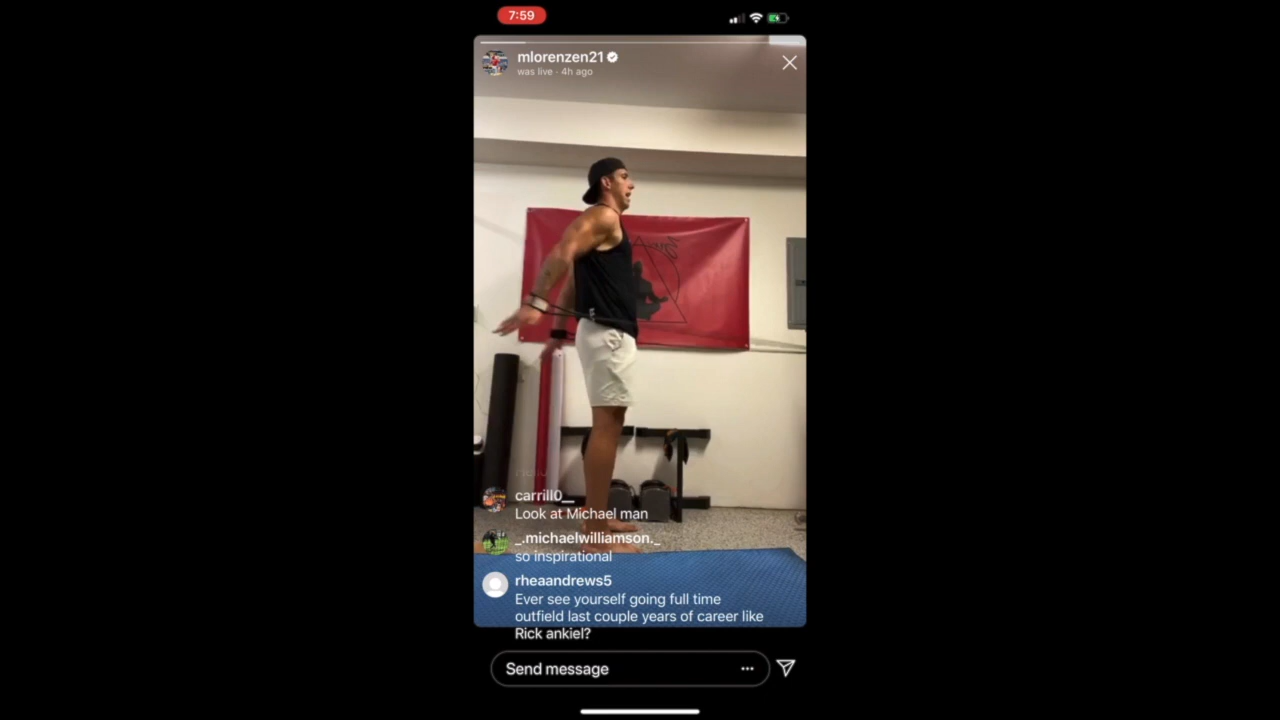 7:59
mlorenzen21
was live · 4h ago
carrill0__
Look at Michael man
_.michaelwilliamson._
so inspirational
rheaandrews5
Ever see yourself going full time
outfield last couple years of career like
Rick ankiel?
Send message